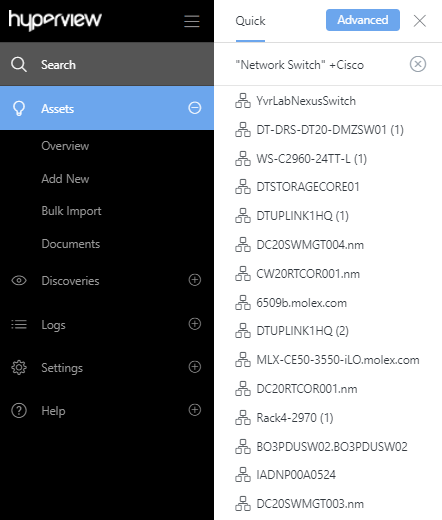 hyperview
Search
Assets
Overview
Add New
Bulk Import
Documents
Discoveries
Logs
Settings
Help
Quick
Advanced
"Network Switch" +Cisco
YvrLabNexusSwitch
DT-DRS-DT20-DMZSW01 (1)
WS-C2960-24TT-L (1)
DTSTORAGECORE01
DTUPLINK1HQ (1)
DC20SWMGT004.nm
CW20RTCOR001.nm
6509b.molex.com
DTUPLINK1HQ (2)
MLX-CE50-3550-iLO.molex.com
DC20RTCOR001.nm
Rack4-2970 (1)
BO3PDUSW02.BO3PDUSW02
IADNP00A0524
DC20SWMGT003.nm